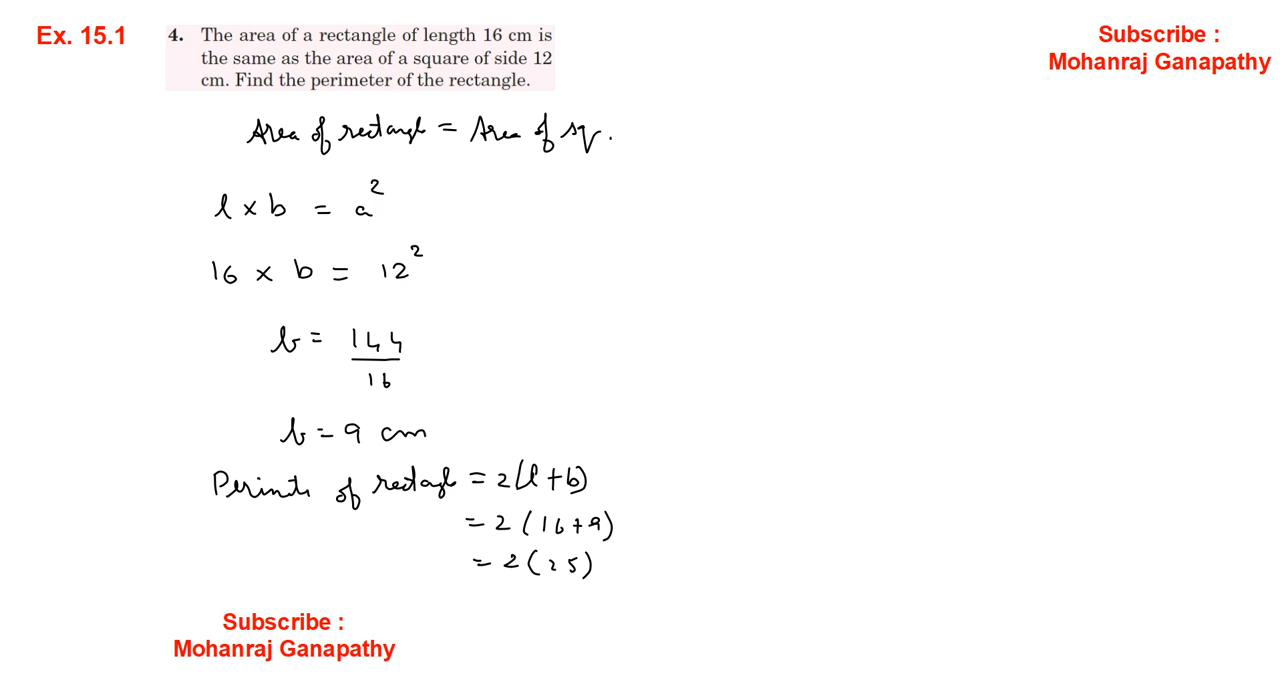 Ex. 15.1
4. The area of a rectangle of length 16 cm is
the same as the area of a square of side 12
cm. Find the perimeter of the rectangle.
Subscribe :
Mohanraj Ganapathy
Area of rectangle = Area of sq.
l × b = a²
16 × b = 12²
b = 144/16
b = 9 cm
of = 2(l + b)
= 2 (16+9)
= 2 (25)
Subscribe :
Mohanraj Ganapathy